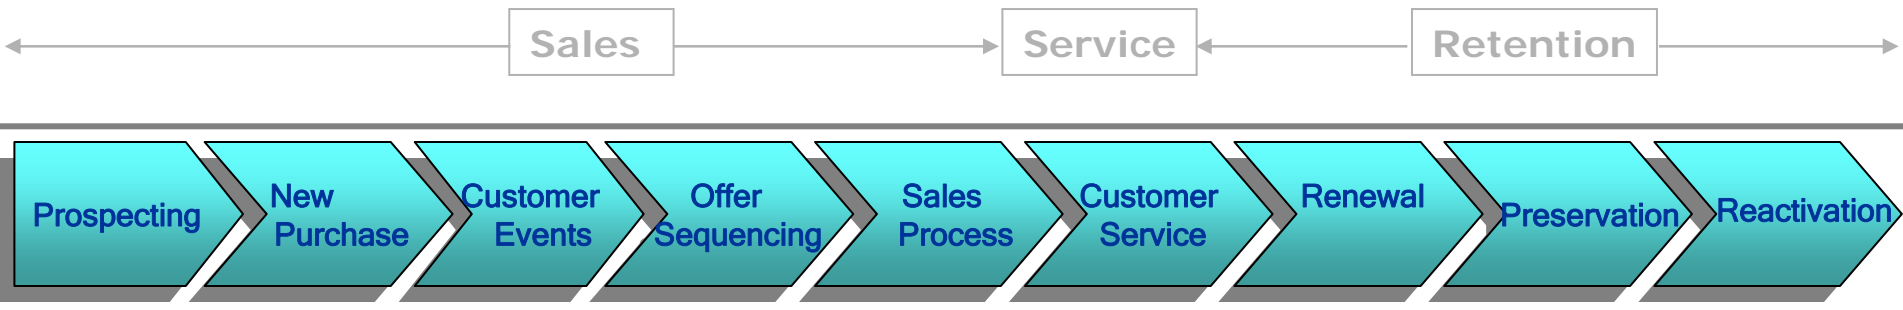 Sales
Service
Retention
Prospecting
New
Purchase
Customer
Events
Offer
Sequencing
Sales
Process
Customer
Service
Renewal
Preservation
Reactivation